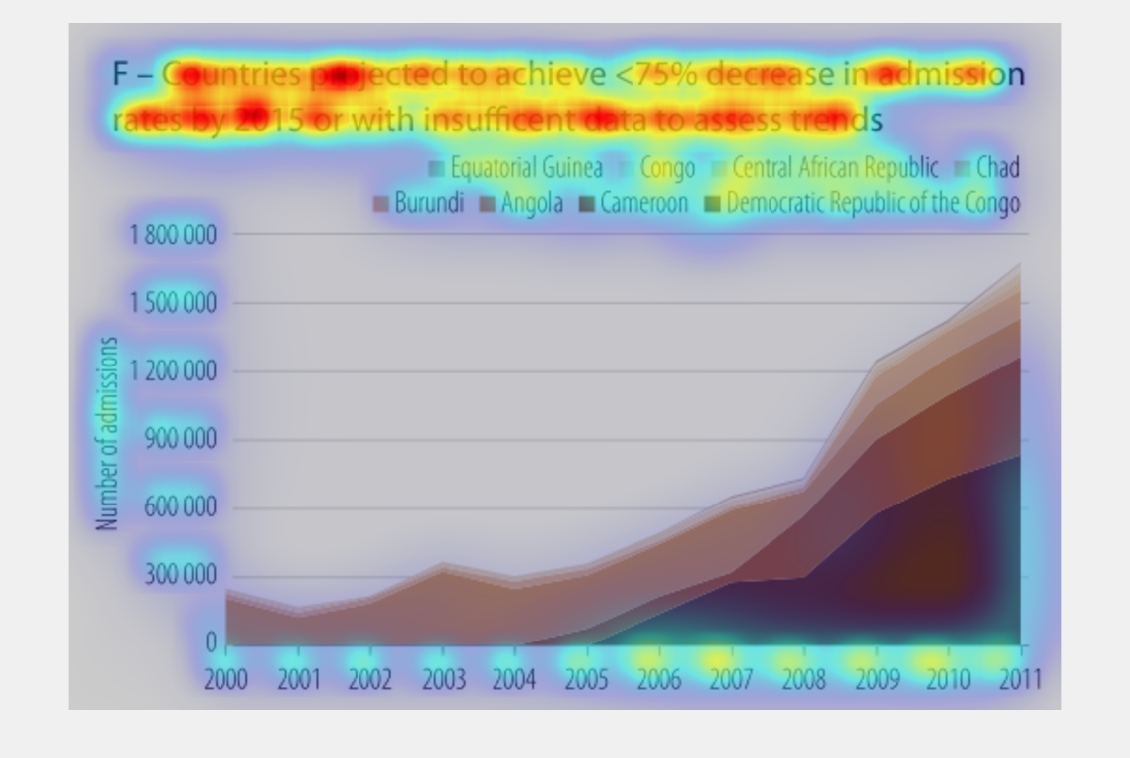 F – Countries projected to achieve <75% decrease in admission
rates by 2015 or with insufficent data to assess trends
Equatorial Guinea Congo Central African Republic Chad
Burundi Angola Cameroon Democratic Republic of the Congo
Number of admissions
1 800 000
1 500 000
1 200 000
900 000
600 000
300 000
0
2000 2001 2002 2003 2004 2005 2006 2007 2008 2009 2010 2011